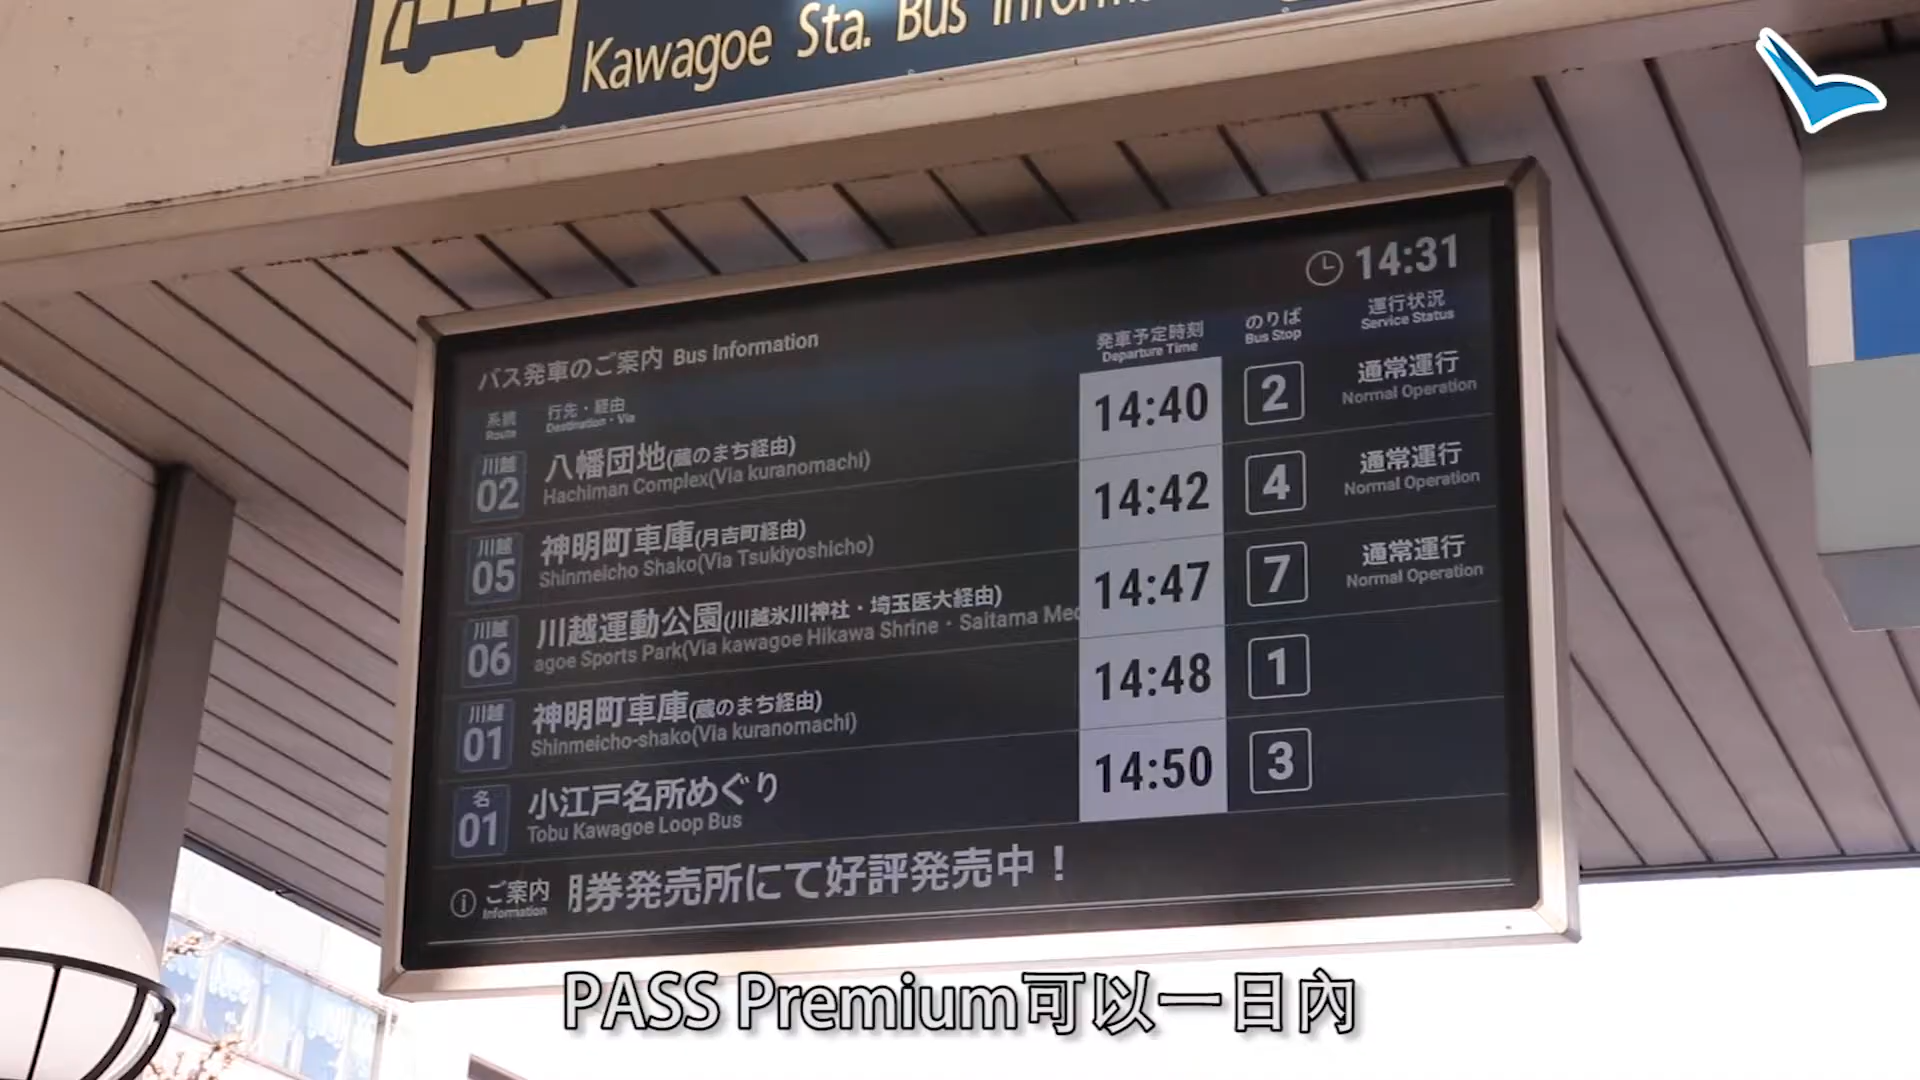 Kawagoe Sta. Bus
14:31
バス発車のご案内 Bus Information
発車予定時刻 のりば 運行状況
Departure Time Bus Stop Service Status
系統 行先・経由
Route Destination・Via
川越 02 八幡団地(蔵のまち経由) 14:40 2 通常運行
Hachiman Complex(Via kuranomachi) Normal Operation
川越 05 神明町車庫(月吉町経由) 14:42 4 通常運行
Shinmeicho Shako(Via Tsukiyoshicho) Normal Operation
川越 06 川越運動公園(川越氷川神社・埼玉医大経由) 14:47 7 通常運行
agoe Sports Park(Via kawagoe Hikawa Shrine・Saitama Med Normal Operation
川越 01 神明町車庫(蔵のまち経由) 14:48 1
Shinmeicho-shako(Via kuranomachi)
名 01 小江戸名所めぐり 14:50 3
Tobu Kawagoe Loop Bus
ご案内 券発売所にて好評発売中！
Information
PASS Premium可以一日內